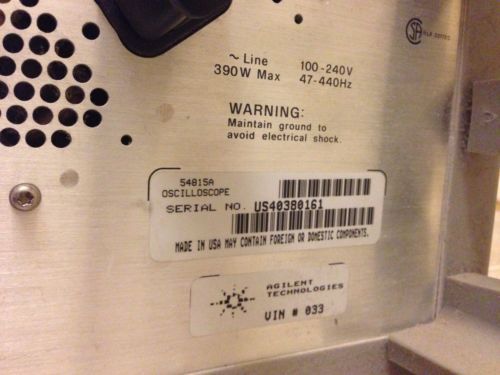 ~ Line 100-240V
390W Max 47-440Hz
WARNING:
Maintain ground to
avoid electrical shock.
54815A
OSCILLOSCOPE
SERIAL NO. US40380161
MADE IN USA MAY CONTAIN FOREIGN OR DOMESTIC COMPONENTS.
AGILENT
TECHNOLOGIES
VIN # 033